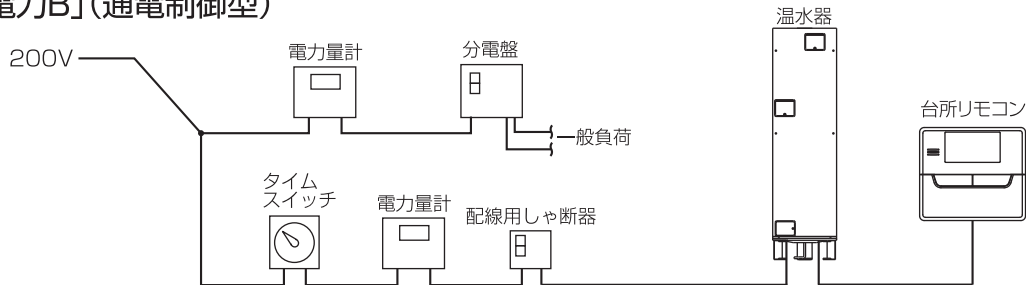 電力B」（通電制御型）
200V
電力量計
分電盤
温水器
台所リモコン
一般負荷
タイム
スイッチ
電力量計
配線用しゃ断器